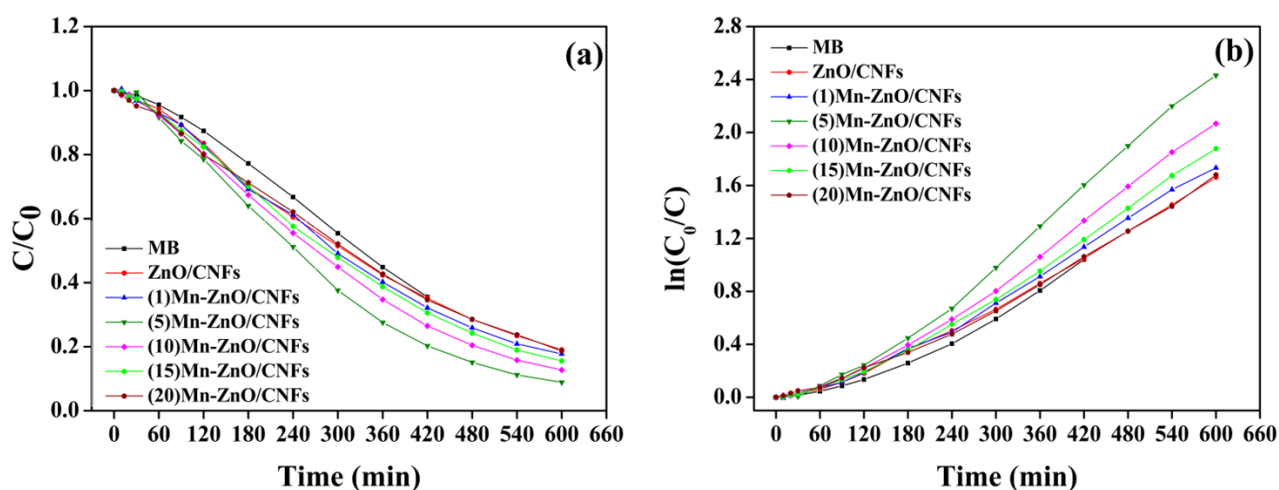 1.2
1.0
0.8
0.6
0.4
0.2
0.0
C/C0
(a)
MB
ZnO/CNFs
(1)Mn-ZnO/CNFs
(5)Mn-ZnO/CNFs
(10)Mn-ZnO/CNFs
(15)Mn-ZnO/CNFs
(20)Mn-ZnO/CNFs
0 60 120 180 240 300 360 420 480 540 600 660
Time (min)
2.8
2.4
2.0
1.6
1.2
0.8
0.4
0.0
ln(C0/C)
(b)
MB
ZnO/CNFs
(1)Mn-ZnO/CNFs
(5)Mn-ZnO/CNFs
(10)Mn-ZnO/CNFs
(15)Mn-ZnO/CNFs
(20)Mn-ZnO/CNFs
0 60 120 180 240 300 360 420 480 540 600 660
Time (min)